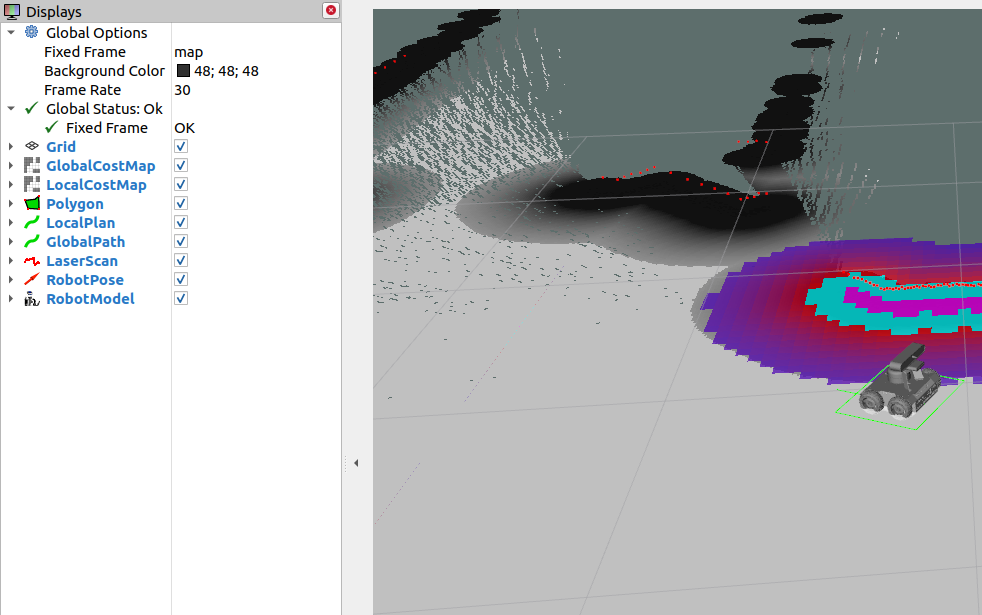 Displays
Global Options
Fixed Frame map
Background Color 48; 48; 48
Frame Rate 30
Global Status: Ok
Fixed Frame OK
Grid
GlobalCostMap
LocalCostMap
Polygon
LocalPlan
GlobalPath
LaserScan
RobotPose
RobotModel